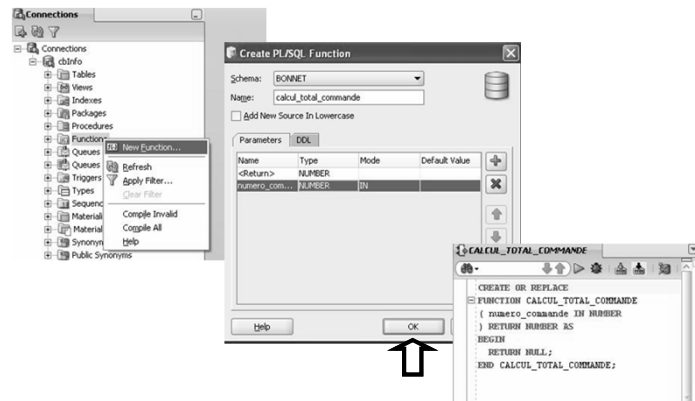 Connections
Connections
cbInfo
Tables
Views
Indexes
Packages
Procedures
Functions
Queues
Queues
Triggers
Types
Sequenc
Materiali
Material
Synonym
Public Synonyms
New Function...
Refresh
Apply Filter...
Clear Filter
Compile Invalid
Compile All
Help
Create PL/SQL Function
Schema: BONNET
Name: calcul_total_commande
Add New Source In Lowercase
Parameters DDL
Name Type Mode Default Value
<Return> NUMBER
numero_com... NUMBER IN
Help OK
CALCUL_TOTAL_COMMANDE
CREATE OR REPLACE
FUNCTION CALCUL_TOTAL_COMMANDE
( numero_commande IN NUMBER
) RETURN NUMBER AS
BEGIN
RETURN NULL;
END CALCUL_TOTAL_COMMANDE;